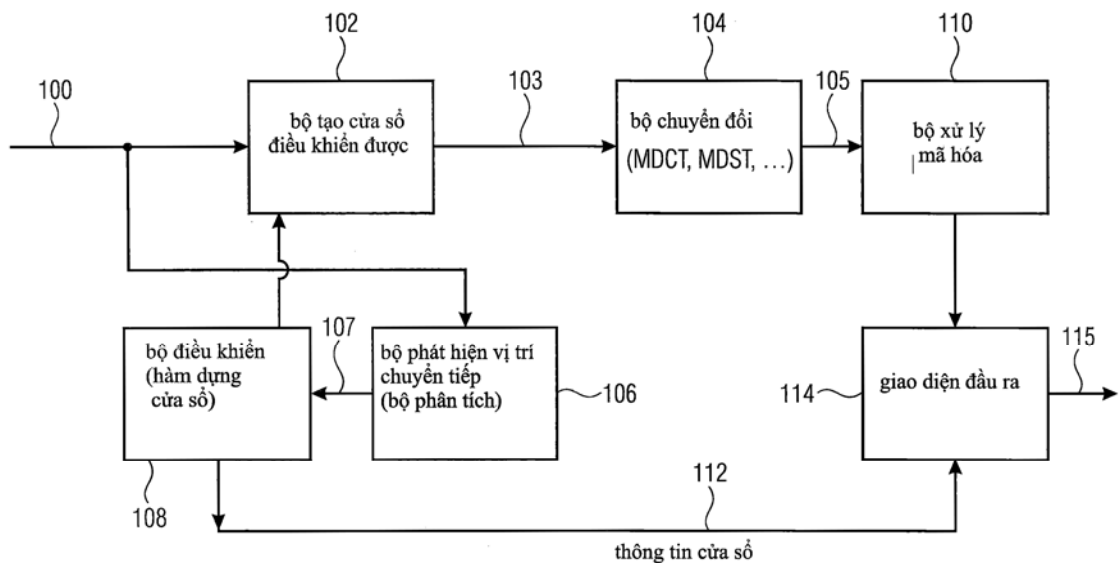 102
104
110
100
103
105
bộ tạo cửa sổ
điều khiển được
bộ chuyển đổi
(MDCT, MDST, ...)
bộ xử lý
mã hóa
107
115
bộ điều khiển
(hàm dựng
cửa sổ)
bộ phát hiện vị trí
chuyển tiếp
(bộ phân tích)
106
114
giao diện đầu ra
108
112
thông tin cửa sổ